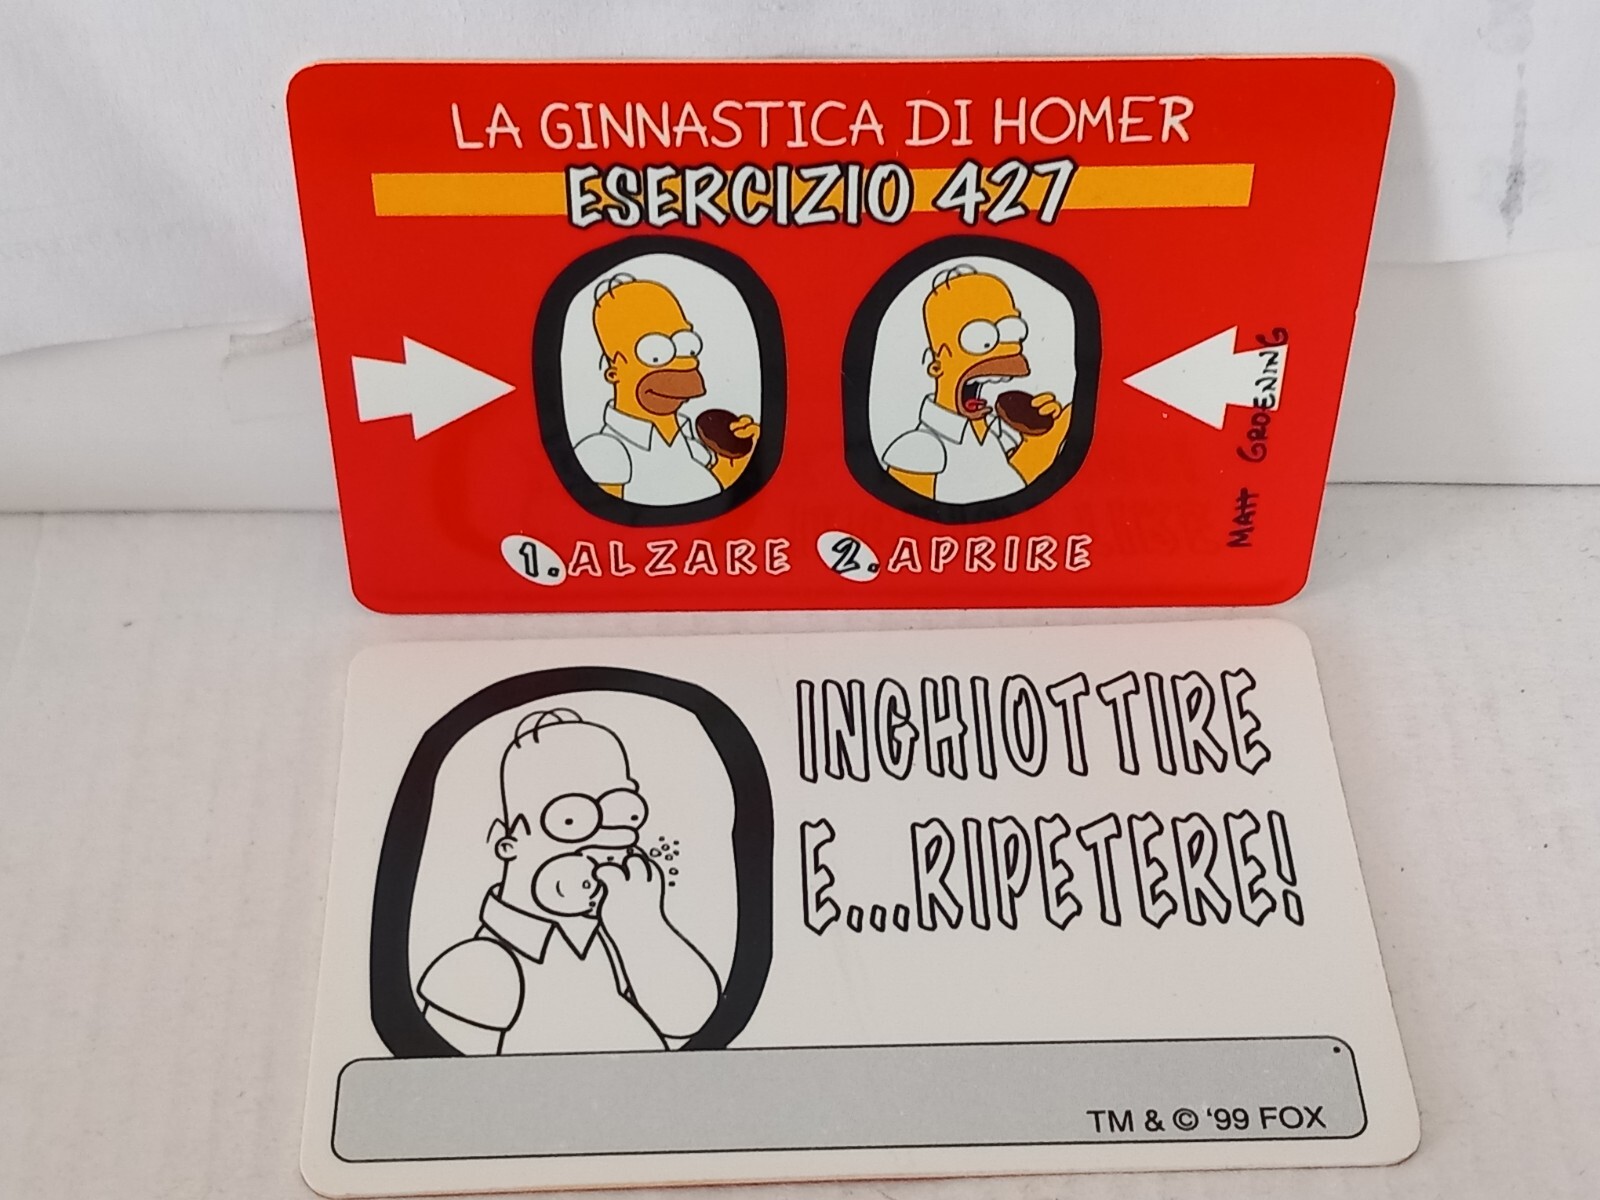 LA GINNASTICA DI HOMER
ESERCIZIO 427
1. ALZARE 2. APRIRE
MATT GROENING
INGHIOTTIRE
E...RIPETERE!
TM & © '99 FOX